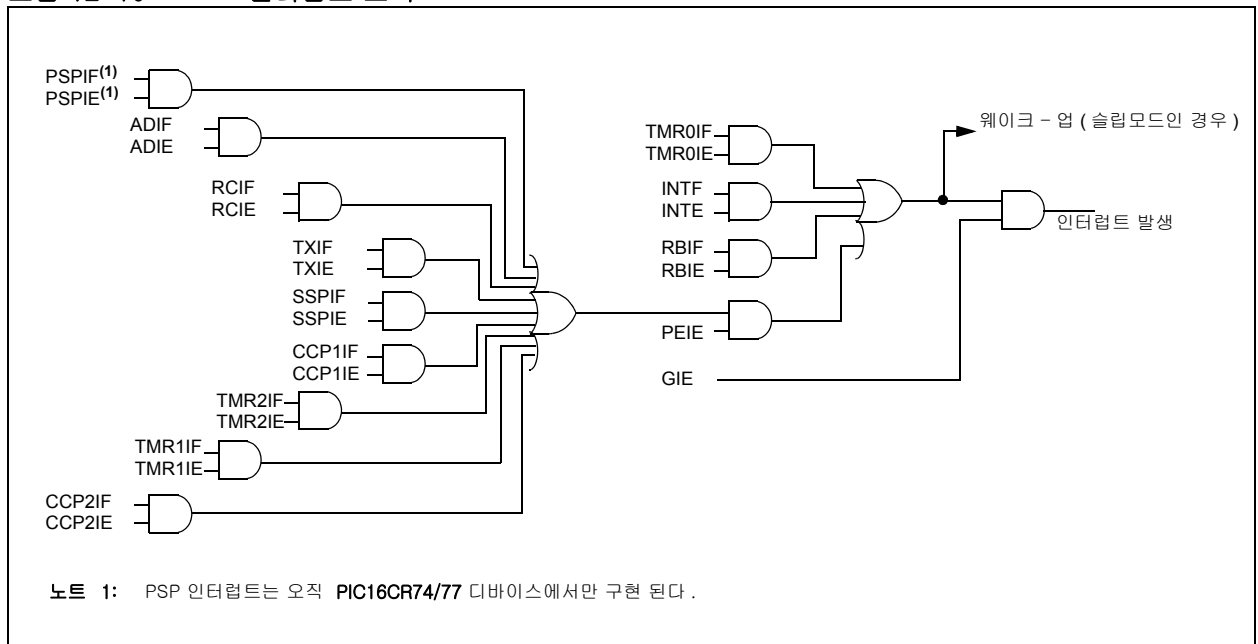 PSPIF(1)
PSPIE(1)
ADIF
ADIE
RCIF
RCIE
TXIF
TXIE
SSPIF
SSPIE
CCP1IF
CCP1IE
TMR2IF
TMR2IE
TMR1IF
TMR1IE
CCP2IF
CCP2IE
TMR0IF
TMR0IE
INTF
INTE
RBIF
RBIE
PEIE
GIE
웨이크 - 업 ( 슬립모드인 경우 )
인터럽트 발생
노트 1: PSP 인터럽트는 오직 PIC16CR74/77 디바이스에서만 구현 된다 .